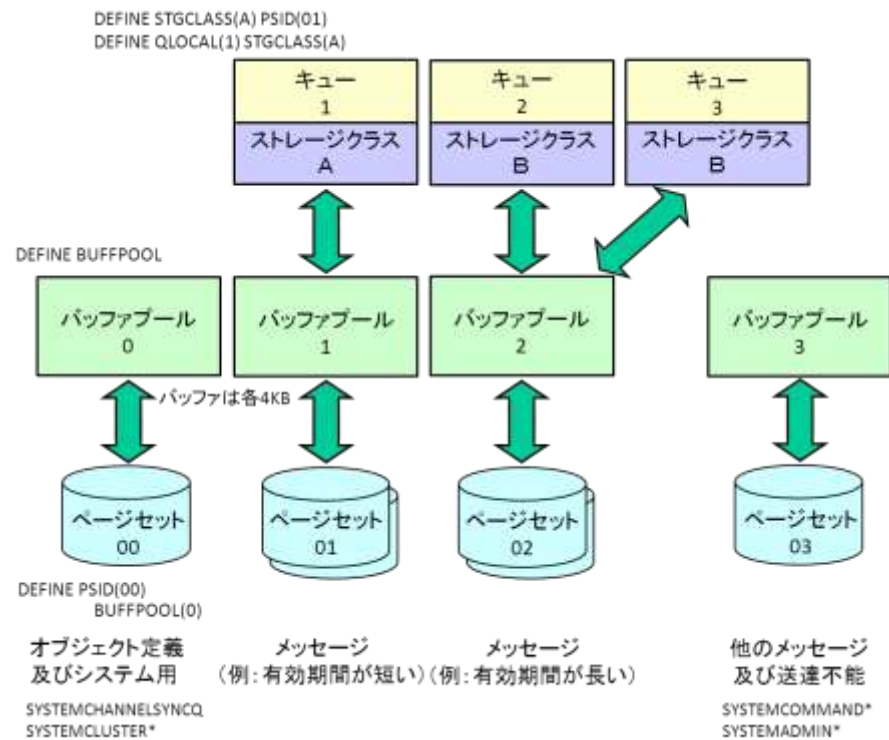 DEFINE STGCLASS(A) PSID(01)
DEFINE QLOCAL(1) STGCLASS(A)
キュー
1
ストレージクラス
A
キュー
2
ストレージクラス
B
キュー
3
ストレージクラス
B
DEFINE BUFFPOOL
バッファプール
0
バッファプール
1
バッファプール
2
バッファプール
3
バッファは各4KB
ページセット
00
ページセット
01
ページセット
02
ページセット
03
DEFINE PSID(00)
BUFFPOOL(0)
オブジェクト定義
及びシステム用
SYSTEMCHANNELSYNCQ
SYSTEMCLUSTER*
メッセージ
(例:有効期間が短い)
メッセージ
(例:有効期間が長い)
他のメッセージ
及び送達不能
SYSTEMCOMMAND*
SYSTEMADMIN*